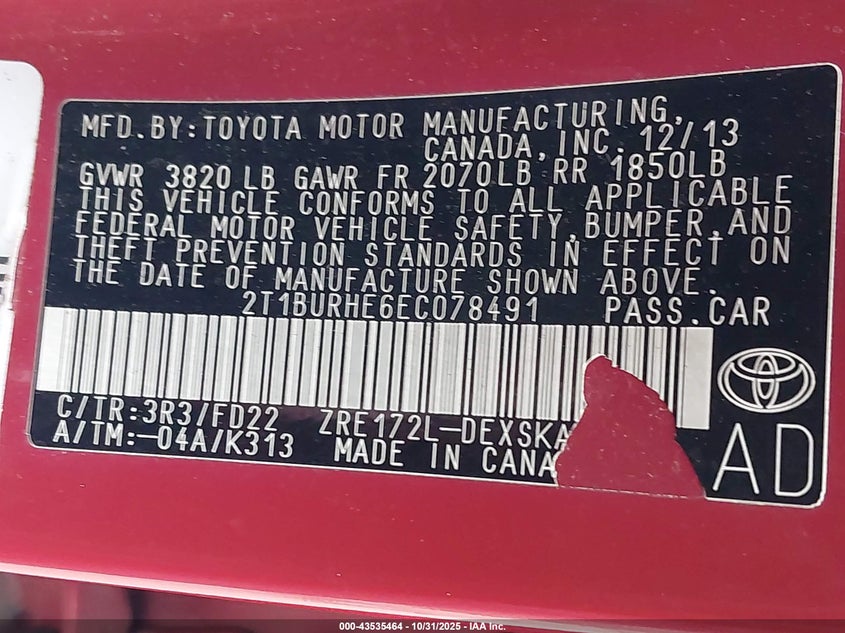 MFD.BY:TOYOTA MOTOR MANUFACTURING,
CANADA,INC. 12/13
GVWR 3820 LB GAWR FR 2070LB RR 1850LB
THIS VEHICLE CONFORMS TO ALL APPLICABLE
FEDERAL MOTOR VEHICLE SAFETY,BUMPER,AND
THEFT PREVENTION STANDARDS IN EFFECT ON
THE DATE OF MANUFACTURE SHOWN ABOVE.
2T1BURHE6EC078491 PASS.CAR
C/TR:3R3/FD22 ZRE172L-DEXSKA
A/TM:-04A/K313 MADE IN CANA
AD
000-43535464 - 10/31/2025 - IAA Inc.